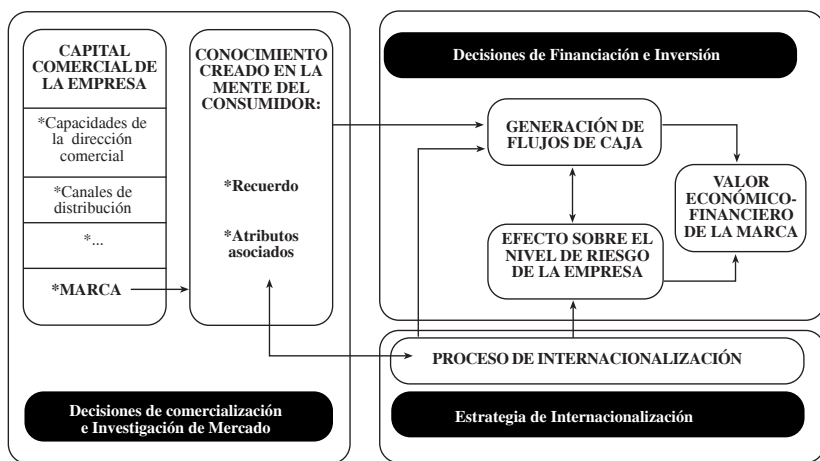 CAPITAL
COMERCIAL DE
LA EMPRESA
*Capacidades de
la dirección
comercial
*Canales de
distribución
*...
*MARCA
CONOCIMIENTO
CREADO EN LA
MENTE DEL
CONSUMIDOR:
*Recuerdo
*Atributos
asociados
Decisiones de comercialización
e Investigación de Mercado
Decisiones de Financiación e Inversión
GENERACIÓN DE
FLUJOS DE CAJA
EFECTO SOBRE EL
NIVEL DE RIESGO
DE LA EMPRESA
VALOR
ECONÓMICO-
FINANCIERO
DE LA MARCA
PROCESO DE INTERNACIONALIZACIÓN
Estrategia de Internacionalización